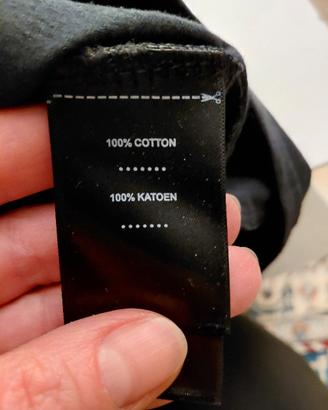 100% COTTON
.......
100% KATOEN
.......